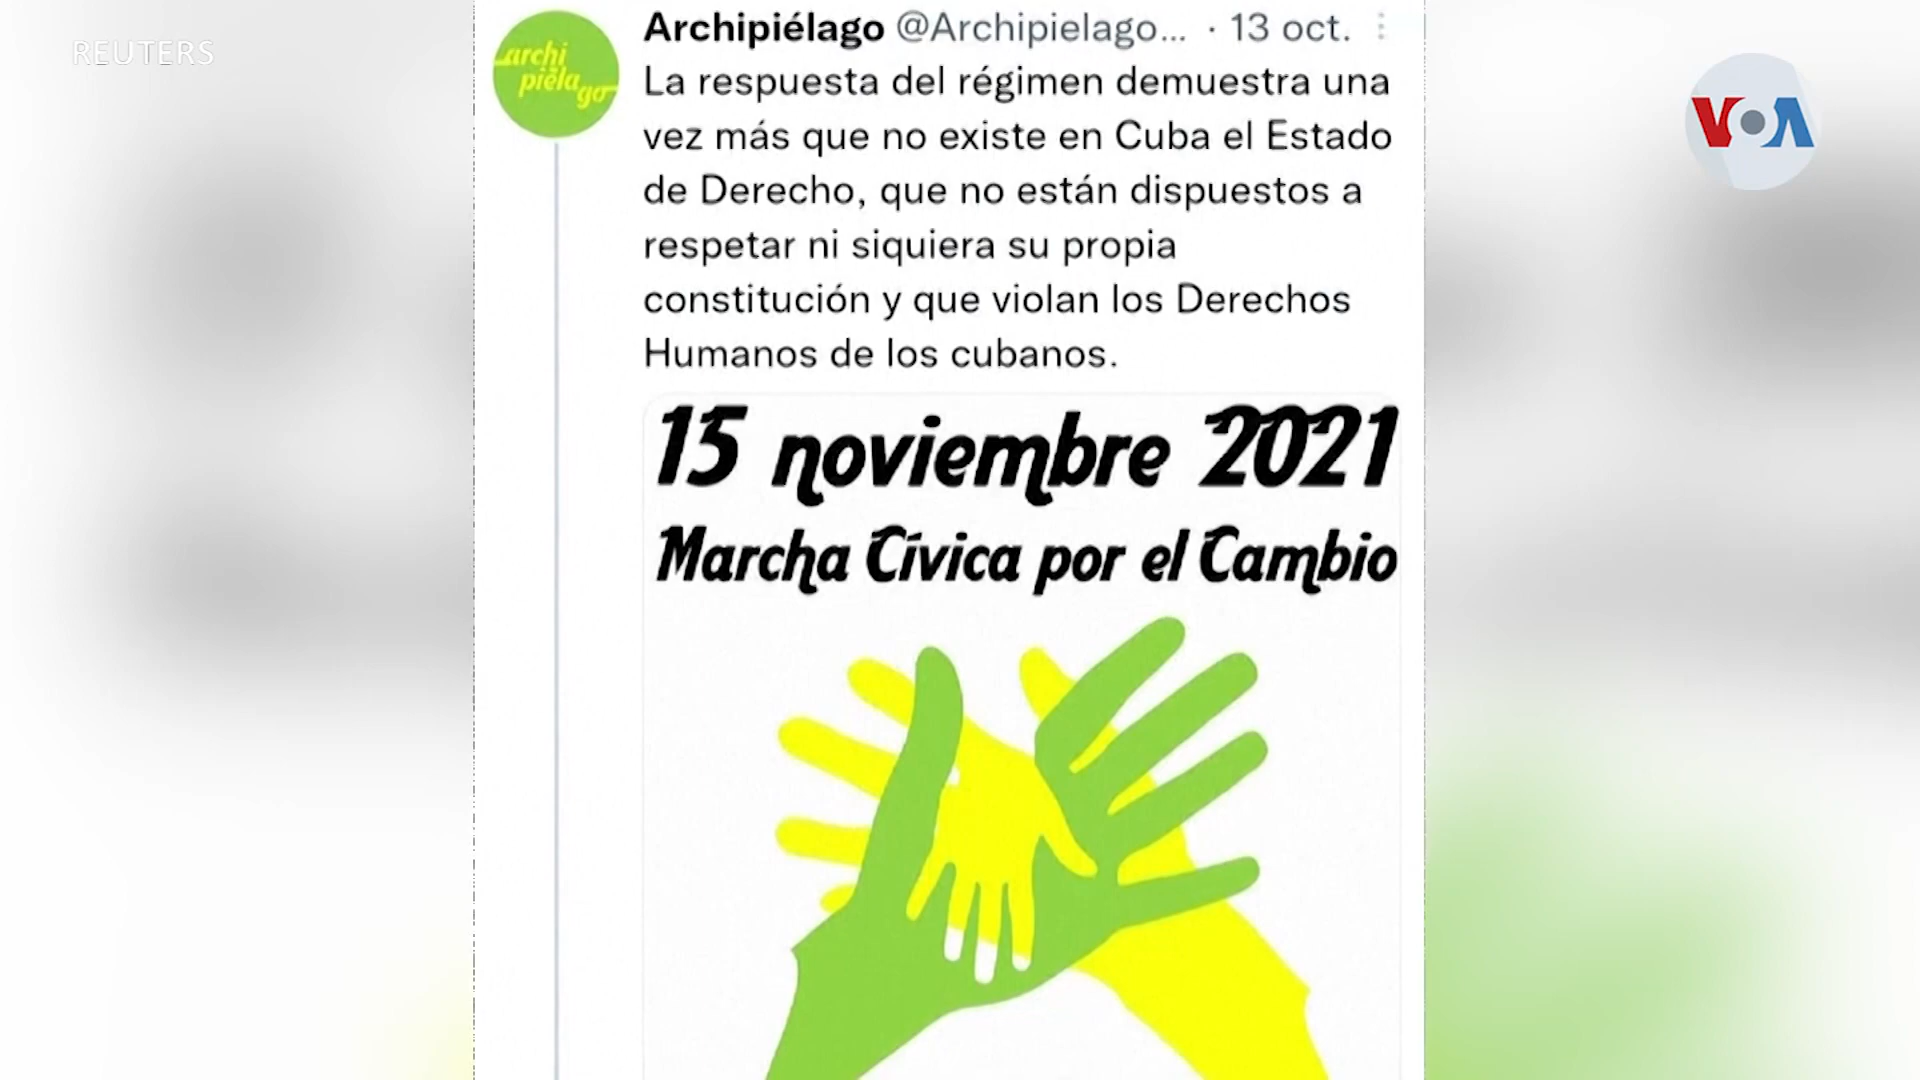 REUTERS
VOA
archi
piélago
Archipiélago @Archipielago... · 13 oct.
La respuesta del régimen demuestra una
vez más que no existe en Cuba el Estado
de Derecho, que no están dispuestos a
respetar ni siquiera su propia
constitución y que violan los Derechos
Humanos de los cubanos.
15 noviembre 2021
Marcha Cívica por el Cambio